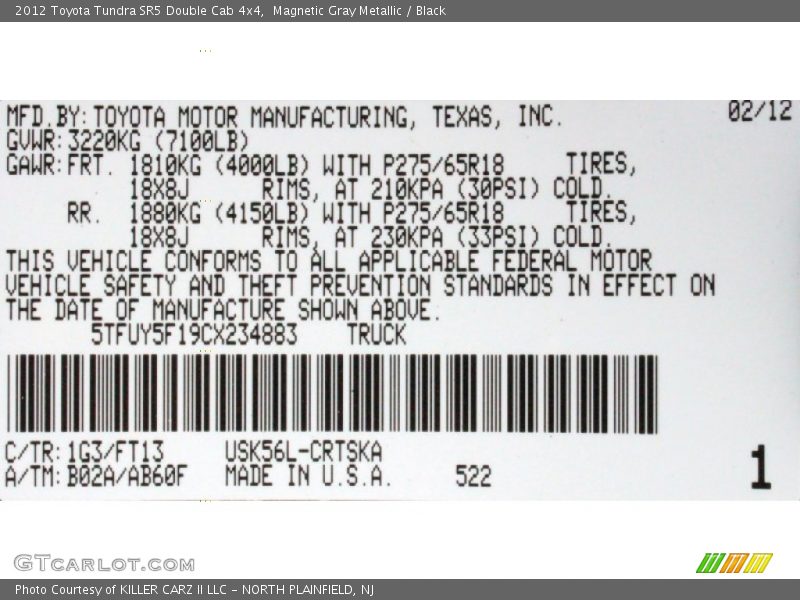 2012 Toyota Tundra SR5 Double Cab 4x4, Magnetic Gray Metallic / Black
MFD.BY:TOYOTA MOTOR MANUFACTURING, TEXAS, INC. 02/12
GVWR:3220KG (7100LB)
GAWR:FRT. 1810KG (4000LB) WITH P275/65R18 TIRES,
18X8J RIMS, AT 210KPA (30PSI) COLD.
RR. 1880KG (4150LB) WITH P275/65R18 TIRES,
18X8J RIMS, AT 230KPA (33PSI) COLD.
THIS VEHICLE CONFORMS TO ALL APPLICABLE FEDERAL MOTOR
VEHICLE SAFETY AND THEFT PREVENTION STANDARDS IN EFFECT ON
THE DATE OF MANUFACTURE SHOWN ABOVE.
5TFUY5F19CX234883 TRUCK
C/TR:1G3/FT13 USK56L-CRTSKA
A/TM:B02A/AB60F MADE IN U.S.A. 522 1
GTCARLOT.COM
Photo Courtesy of KILLER CARZ II LLC - NORTH PLAINFIELD, NJ